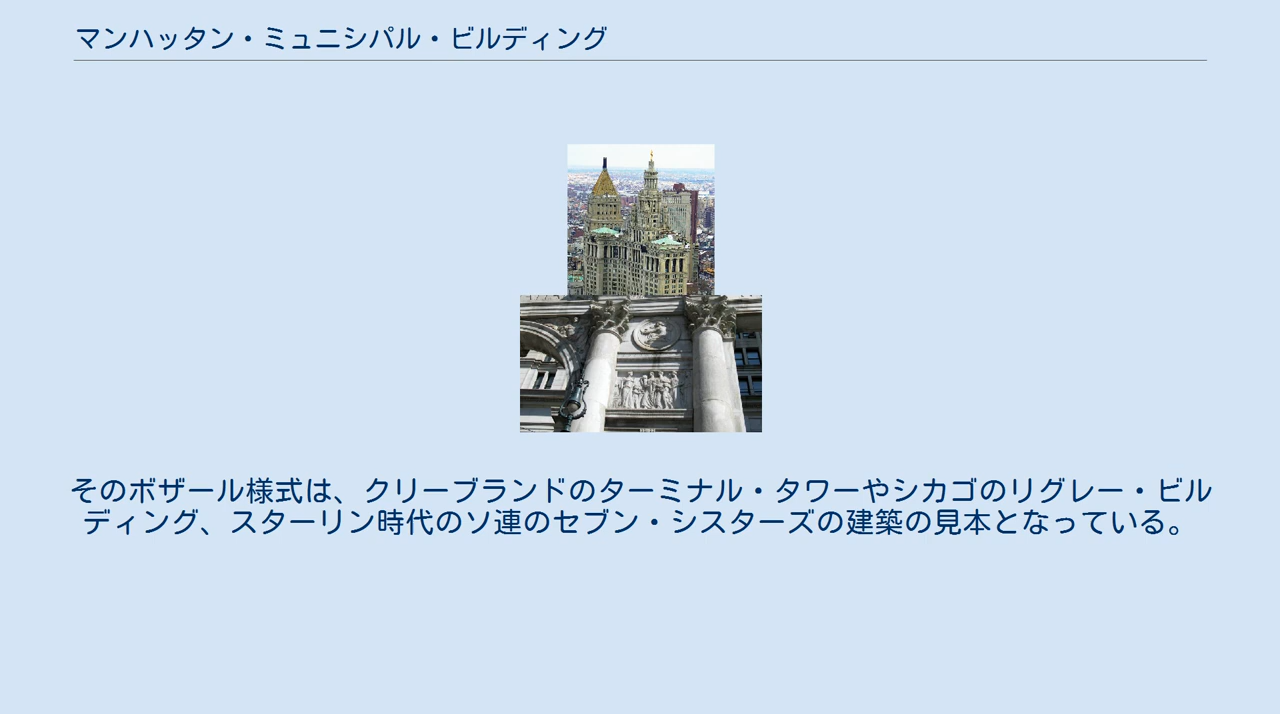 マンハッタン・ミュニシパル・ビルディング
そのボザール様式は、クリーブランドのターミナル・タワーやシカゴのリグレー・ビル
ディング、スターリン時代のソ連のセブン・シスターズの建築の見本となっている。